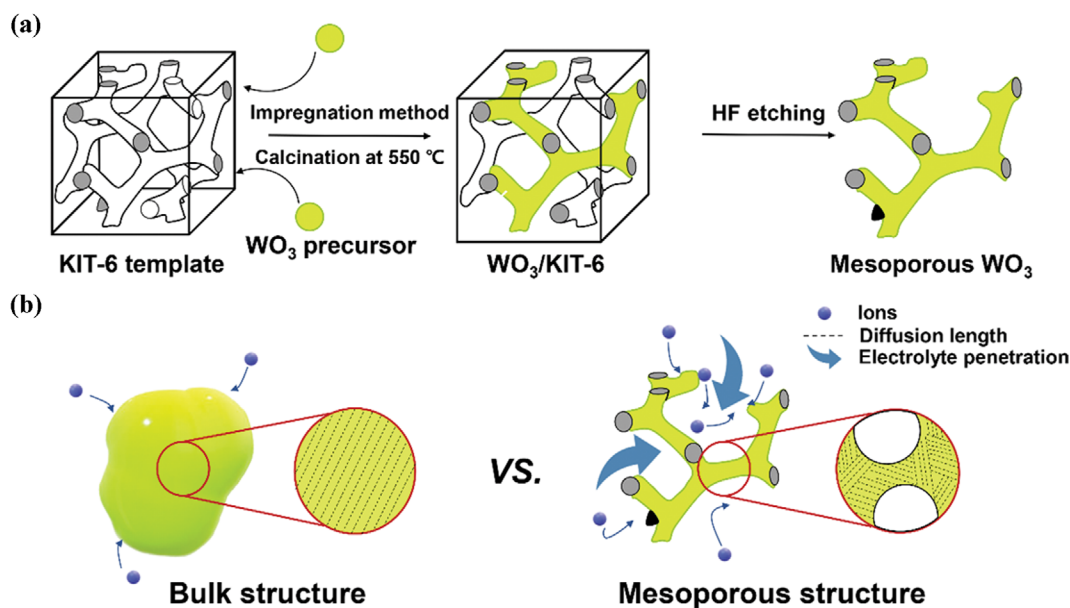 (a)
Impregnation method
Calcination at 550 ℃
HF etching
KIT-6 template
WO₃ precursor
WO₃/KIT-6
Mesoporous WO₃
(b)
Ions
Diffusion length
Electrolyte penetration
VS.
Bulk structure
Mesoporous structure